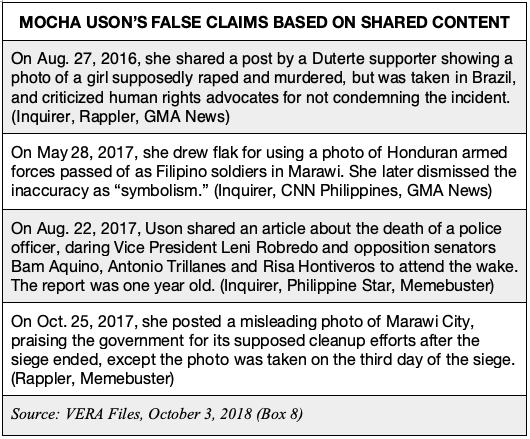 MOCHA USON'S FALSE CLAIMS BASED ON SHARED CONTENT
On Aug. 27, 2016, she shared a post by a Duterte supporter showing a
photo of a girl supposedly raped and murdered, but was taken in Brazil,
and criticized human rights advocates for not condemning the incident.
(Inquirer, Rappler, GMA News)
On May 28, 2017, she drew flak for using a photo of Honduran armed
forces passed of as Filipino soldiers in Marawi. She later dismissed the
inaccuracy as “symbolism.” (Inquirer, CNN Philippines, GMA News)
On Aug. 22, 2017, Uson shared an article about the death of a police
officer, daring Vice President Leni Robredo and opposition senators
Bam Aquino, Antonio Trillanes and Risa Hontiveros to attend the wake.
The report was one year old. (Inquirer, Philippine Star, Memebuster)
On Oct. 25, 2017, she posted a misleading photo of Marawi City,
praising the government for its supposed cleanup efforts after the
siege ended, except the photo was taken on the third day of the siege.
(Rappler, Memebuster)
Source: VERA Files, October 3, 2018 (Box 8)